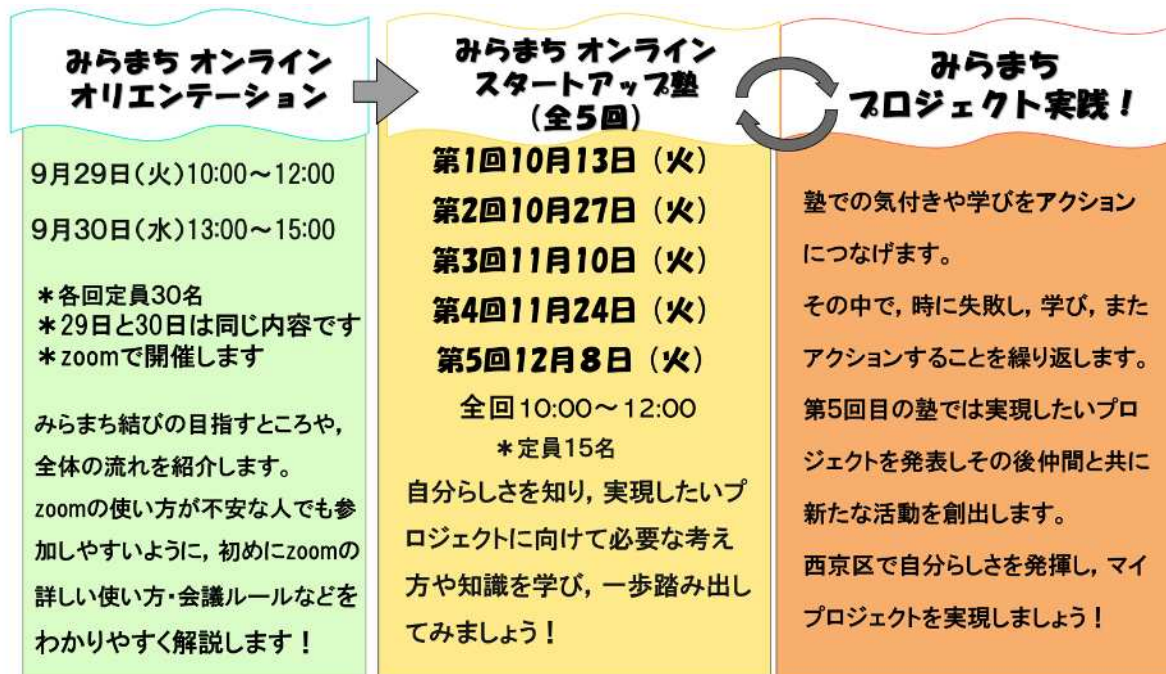 みらまち オンライン
オリエンテーション
9月29日(火)10:00～12:00
9月30日(水)13:00～15:00
＊各回定員30名
＊29日と30日は同じ内容です
＊zoomで開催します
みらまち結びの目指すところや,
全体の流れを紹介します。
zoomの使い方が不安な人でも参
加しやすいように, 初めにzoomの
詳しい使い方・会議ルールなどを
わかりやすく解説します！
みらまち オンライン
スタートアップ塾
(全5回)
第1回10月13日 (火)
第2回10月27日 (火)
第3回11月10日 (火)
第4回11月24日 (火)
第5回12月8日 (火)
全回10:00～12:00
＊定員15名
自分らしさを知り, 実現したいプ
ロジェクトに向けて必要な考え
方や知識を学び, 一歩踏み出し
てみましょう！
みらまち
プロジェクト実践！
塾での気付きや学びをアクション
につなげます。
その中で, 時に失敗し, 学び, また
アクションすることを繰り返します。
第5回目の塾では実現したいプロ
ジェクトを発表しその後仲間と共に
新たな活動を創出します。
西京区で自分らしさを発揮し, マイ
プロジェクトを実現しましょう！